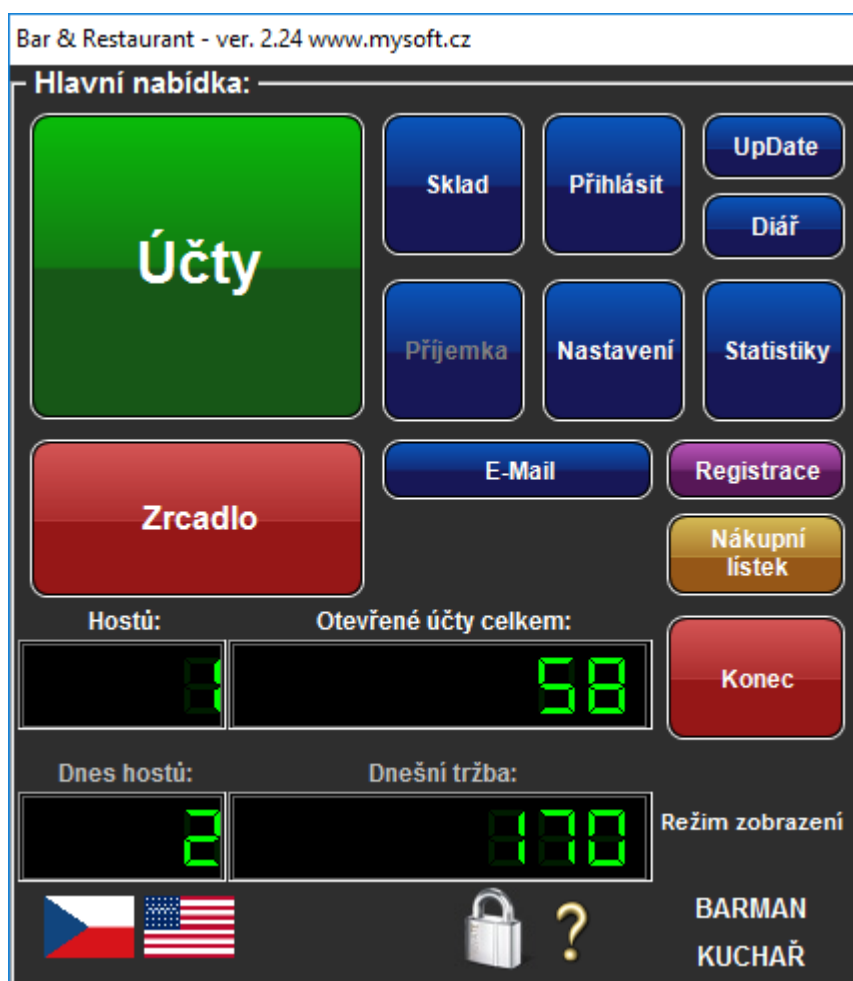 Bar & Restaurant - ver. 2.24 www.mysoft.cz
Hlavní nabídka:
Účty
Sklad
Přihlásit
UpDate
Diář
Příjemka
Nastavení
Statistiky
Zrcadlo
E-Mail
Registrace
Nákupní
lístek
Hostů:
Otevřené účty celkem:
1
58
Konec
Dnes hostů:
Dnešní tržba:
2
170
Režim zobrazení
BARMAN
KUCHAŘ